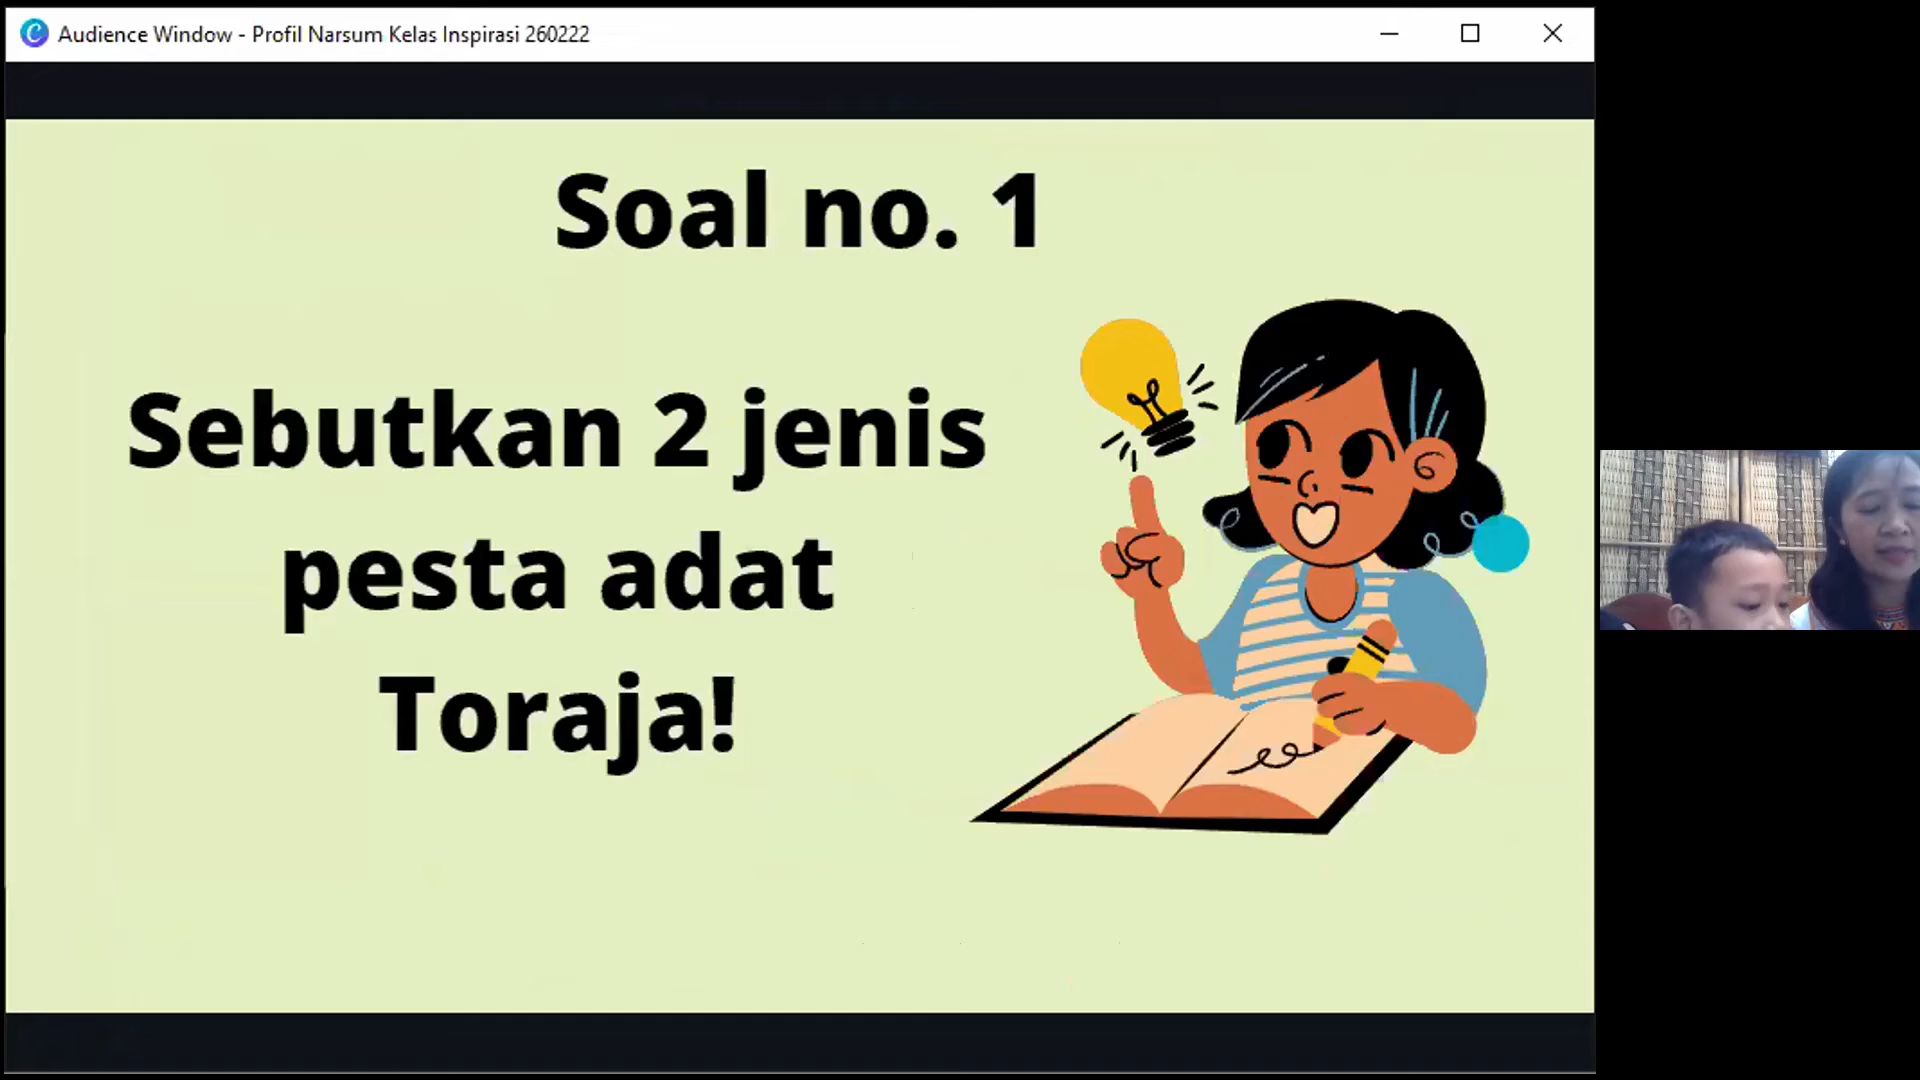 Audience Window - Profil Narsum Kelas Inspirasi 260222
Soal no. 1
Sebutkan 2 jenis
pesta adat
Toraja!